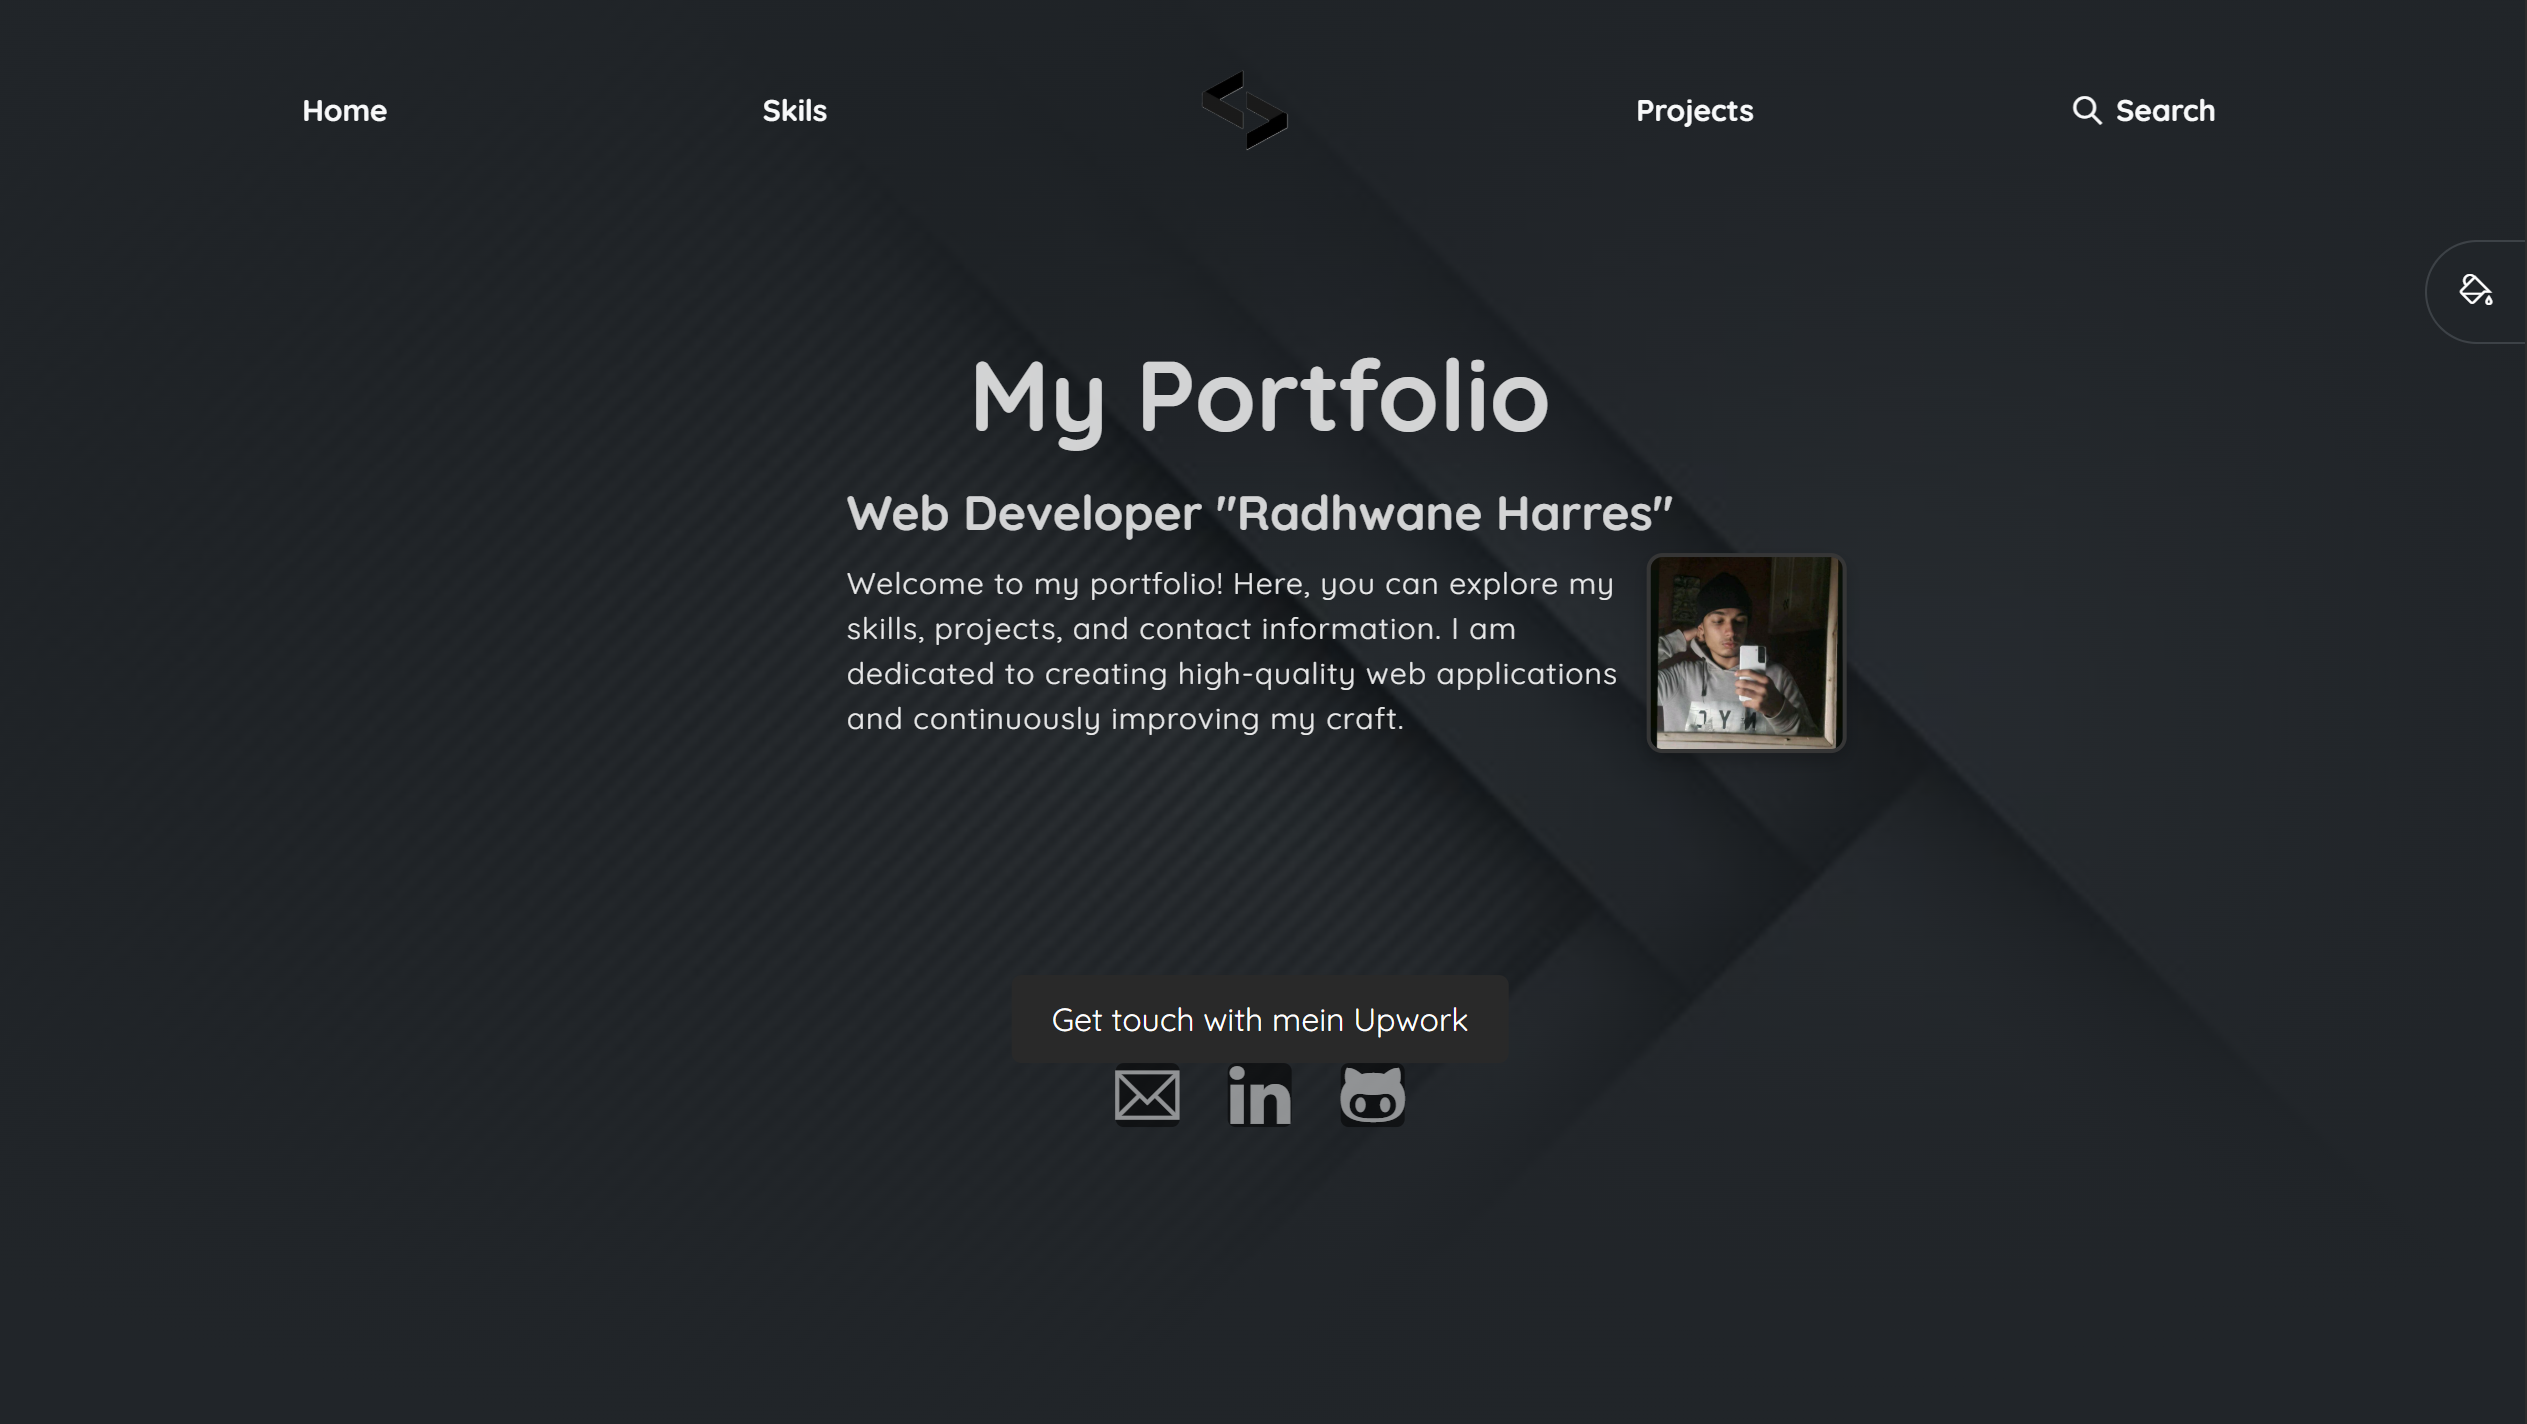 Home
Skils
Projects
Search
My Portfolio
Web Developer "Radhwane Harres"
Welcome to my portfolio! Here, you can explore my
skills, projects, and contact information. I am
dedicated to creating high-quality web applications
and continuously improving my craft.
Get touch with mein Upwork
in